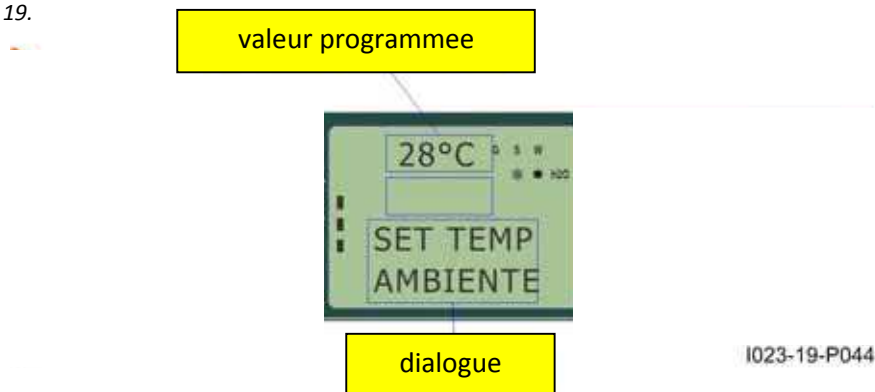 19.
valeur programmee
28°C
SET TEMP
AMBIENTE
dialogue
I023-19-P044